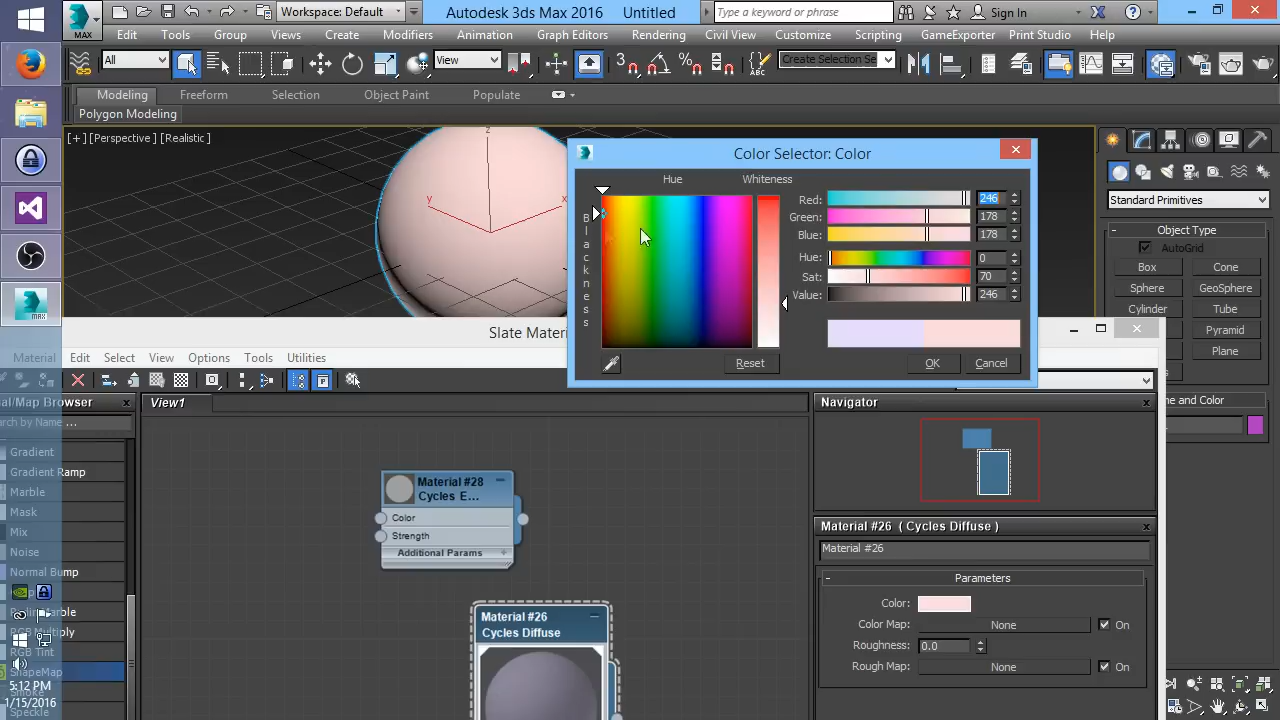 Workspace: Default
Autodesk 3ds Max 2016
Untitled
Type a keyword or phrase
Sign In
MAX
Edit
Tools
Group
Views
Create
Modifiers
Animation
Graph Editors
Rendering
Civil View
Customize
Scripting
GameExporter
Print Studio
Help
All
View
Create Selection Se
Modeling
Freeform
Selection
Object Paint
Populate
Polygon Modeling
[+] [Perspective] [Realistic]
z
y
x
Color Selector: Color
Hue
Whiteness
Blackness
Red: 246
Green: 178
Blue: 178
Hue: 0
Sat: 70
Value: 246
Reset
OK
Cancel
Standard Primitives
- Object Type
AutoGrid
Box
Cone
Sphere
GeoSphere
Cylinder
Tube
Pyramid
Plane
me and Color
Slate Materi
Material
Edit
Select
View
Options
Tools
Utilities
al/Map Browser
rch by Name ...
View1
Navigator
Gradient
Gradient Ramp
Marble
Mask
Mix
Noise
Normal Bump
RGB Multiply
RGB Tint
ShapeMap
Smoke
Speckle
5:12 PM
1/15/2016
MAX
Material #28
Cycles E...
Color
Strength
Additional Params +
Material #26
Cycles Diffuse
Material #26 ( Cycles Diffuse )
Material #26
- Parameters
Color:
Color Map: None On
Roughness: 0.0
Rough Map: None On